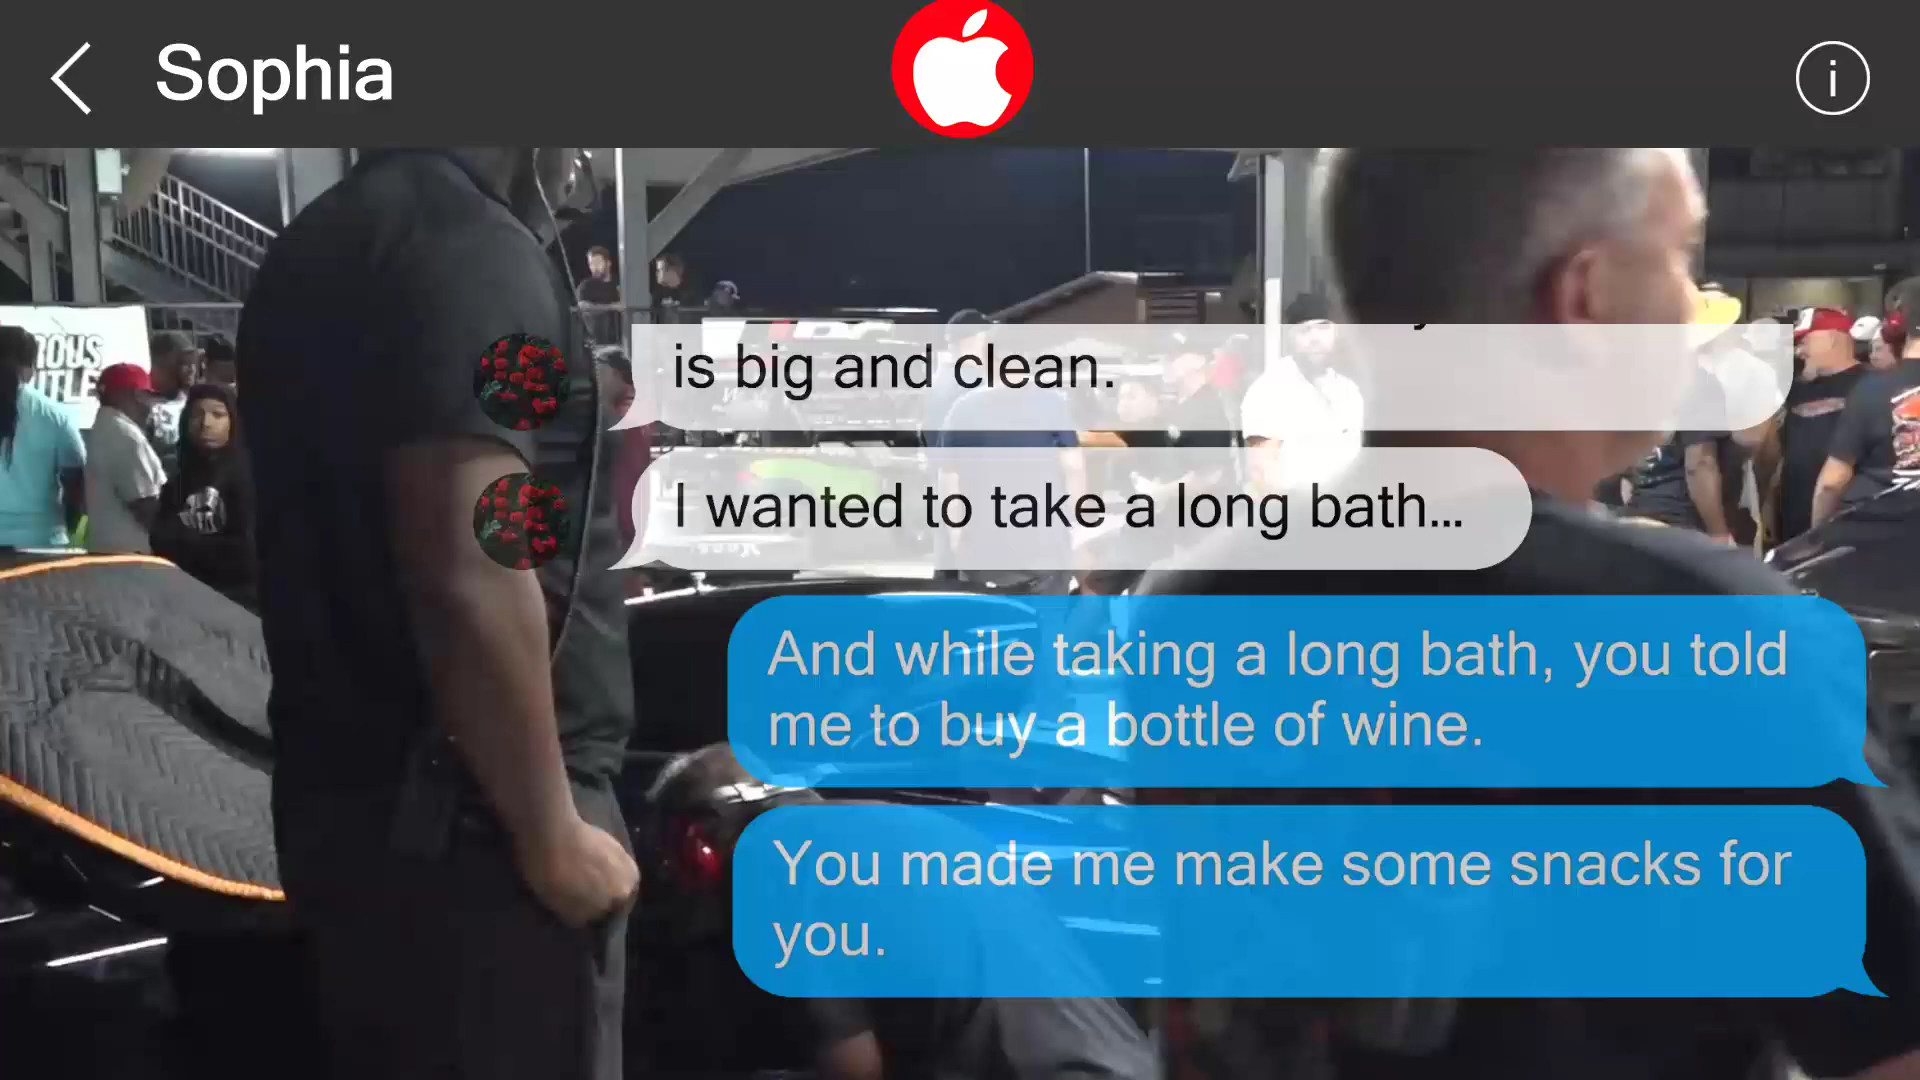 Sophia
is big and clean.
I wanted to take a long bath...
And while taking a long bath, you told
me to buy a bottle of wine.
You made me make some snacks for
you.